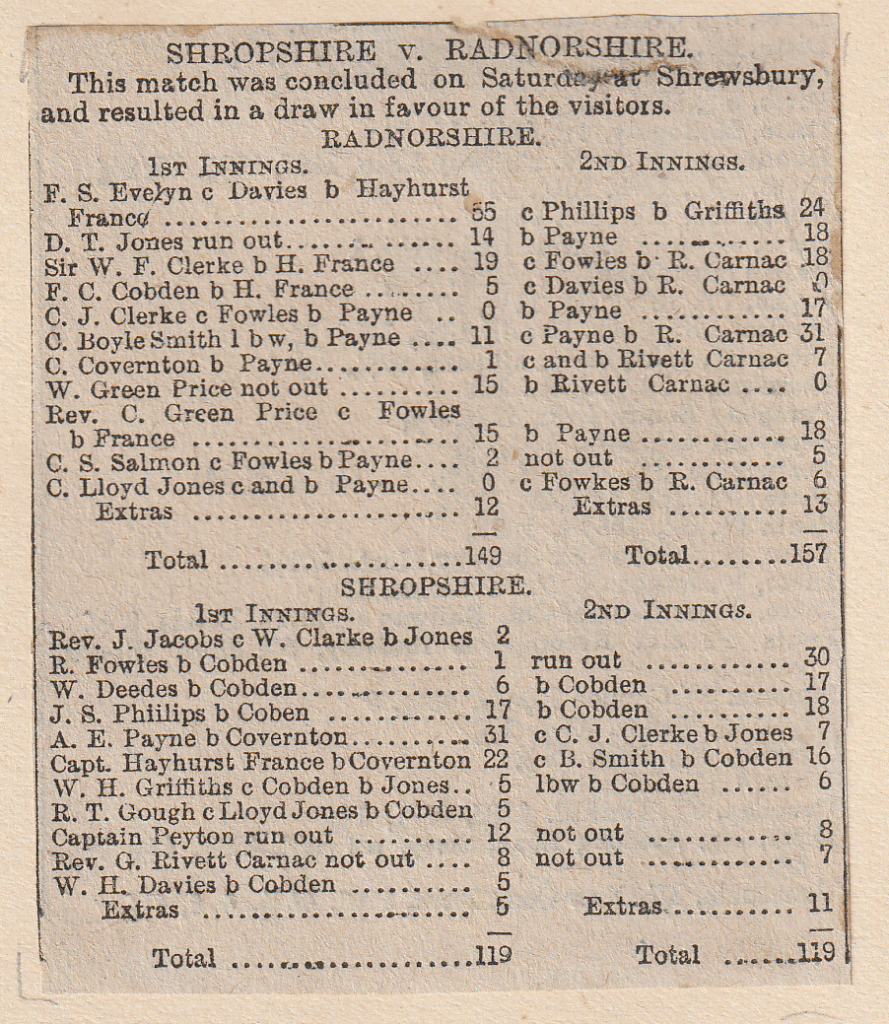 SHROPSHIRE v. RADNORSHIRE.
This match was concluded on Saturday at Shrewsbury,
and resulted in a draw in favour of the visitors.
RADNORSHIRE.
1ST INNINGS. 2ND INNINGS.
F. S. Evelyn c Davies b Hayhurst
France ........................ 55 c Phillips b Griffiths 24
D. T. Jones run out............... 14 b Payne ............ 18
Sir W. F. Clerke b H. France .... 19 c Fowles b R. Carnac 18
F. C. Cobden b H. France ......... 5 c Davies b R. Carnac 0
C. J. Clerke c Fowles b Payne .. 0 b Payne ............ 17
C. Boyle Smith l b w, b Payne .... 11 c Payne b R. Carnac 31
C. Covernton b Payne............ 1 c and b Rivett Carnac 7
W. Green Price not out .......... 15 b Rivett Carnac .... 0
Rev. C. Green Price c Fowles
b France ...................... 15 b Payne ............ 18
C. S. Salmon c Fowles b Payne.... 2 not out ............ 5
C. Lloyd Jones c and b Payne.... 0 c Fowkes b R. Carnac 6
Extras ...................... 12 Extras .......... 13
Total ....................149 Total........157
SHROPSHIRE.
1ST INNINGS. 2ND INNINGS.
Rev. J. Jacobs c W. Clarke b Jones 2
R. Fowles b Cobden .............. 1 run out ............ 30
W. Deedes b Cobden.............. 6 b Cobden .......... 17
J. S. Phillips b Coben ............ 17 b Cobden .......... 18
A. E. Payne b Covernton.......... 31 c C. J. Clerke b Jones 7
Capt. Hayhurst France b Covernton 22 c B. Smith b Cobden 16
W. H. Griffiths c Cobden b Jones.. 5 lbw b Cobden ...... 6
R. T. Gough c Lloyd Jones b Cobden 5
Captain Peyton run out .......... 12 not out ............ 8
Rev. G. Rivett Carnac not out .... 8 not out ............ 7
W. H. Davies b Cobden .......... 5
Extras ...................... 5 Extras.......... 11
Total ......................119 Total .......119